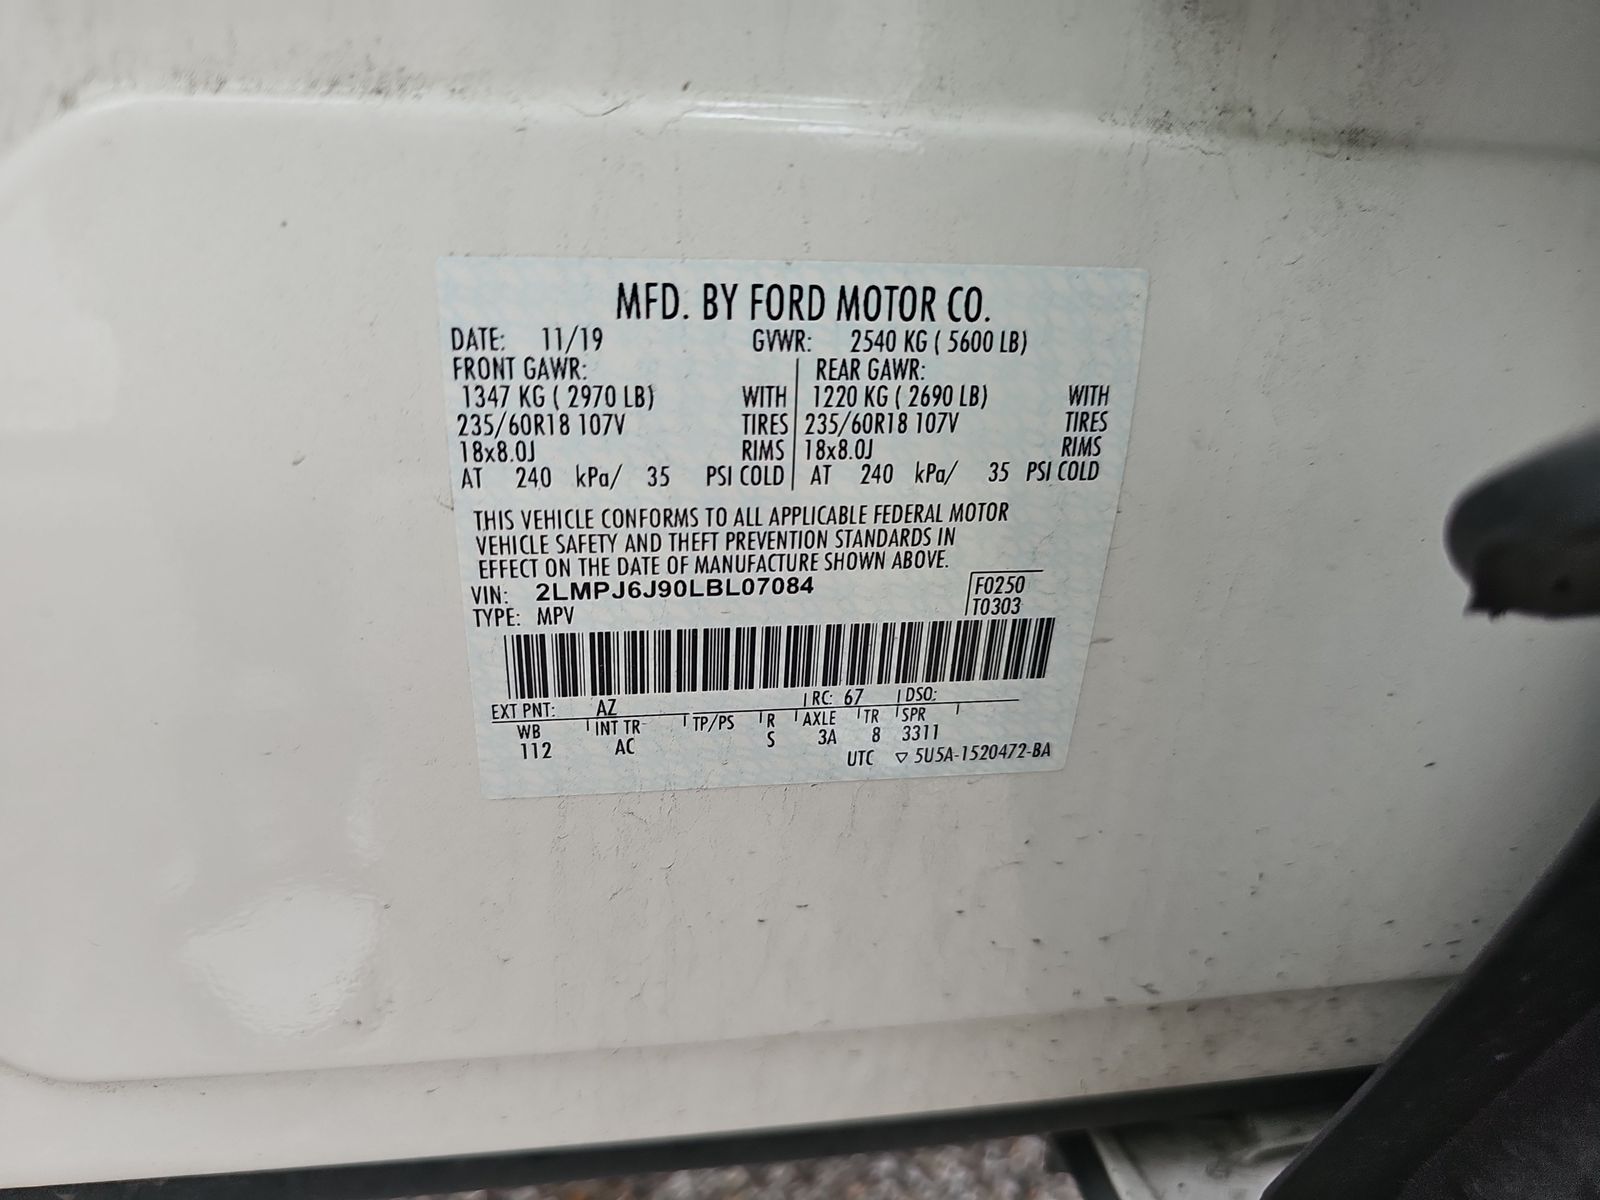 MFD. BY FORD MOTOR CO.
DATE: 11/19 GVWR: 2540 KG ( 5600 LB)
FRONT GAWR: REAR GAWR:
1347 KG ( 2970 LB) WITH 1220 KG ( 2690 LB) WITH
235/60R18 107V TIRES 235/60R18 107V TIRES
18x8.0J RIMS 18x8.0J RIMS
AT 240 kPa/ 35 PSI COLD AT 240 kPa/ 35 PSI COLD
THIS VEHICLE CONFORMS TO ALL APPLICABLE FEDERAL MOTOR
VEHICLE SAFETY AND THEFT PREVENTION STANDARDS IN
EFFECT ON THE DATE OF MANUFACTURE SHOWN ABOVE.
VIN: 2LMPJ6J90LBL07084 F0250
TYPE: MPV T0303
EXT PNT: AZ RC: 67 DSO:
WB INT TR TP/PS R AXLE TR SPR
112 AC S 3A 8 3311
UTC ▽ 5U5A-1520472-BA